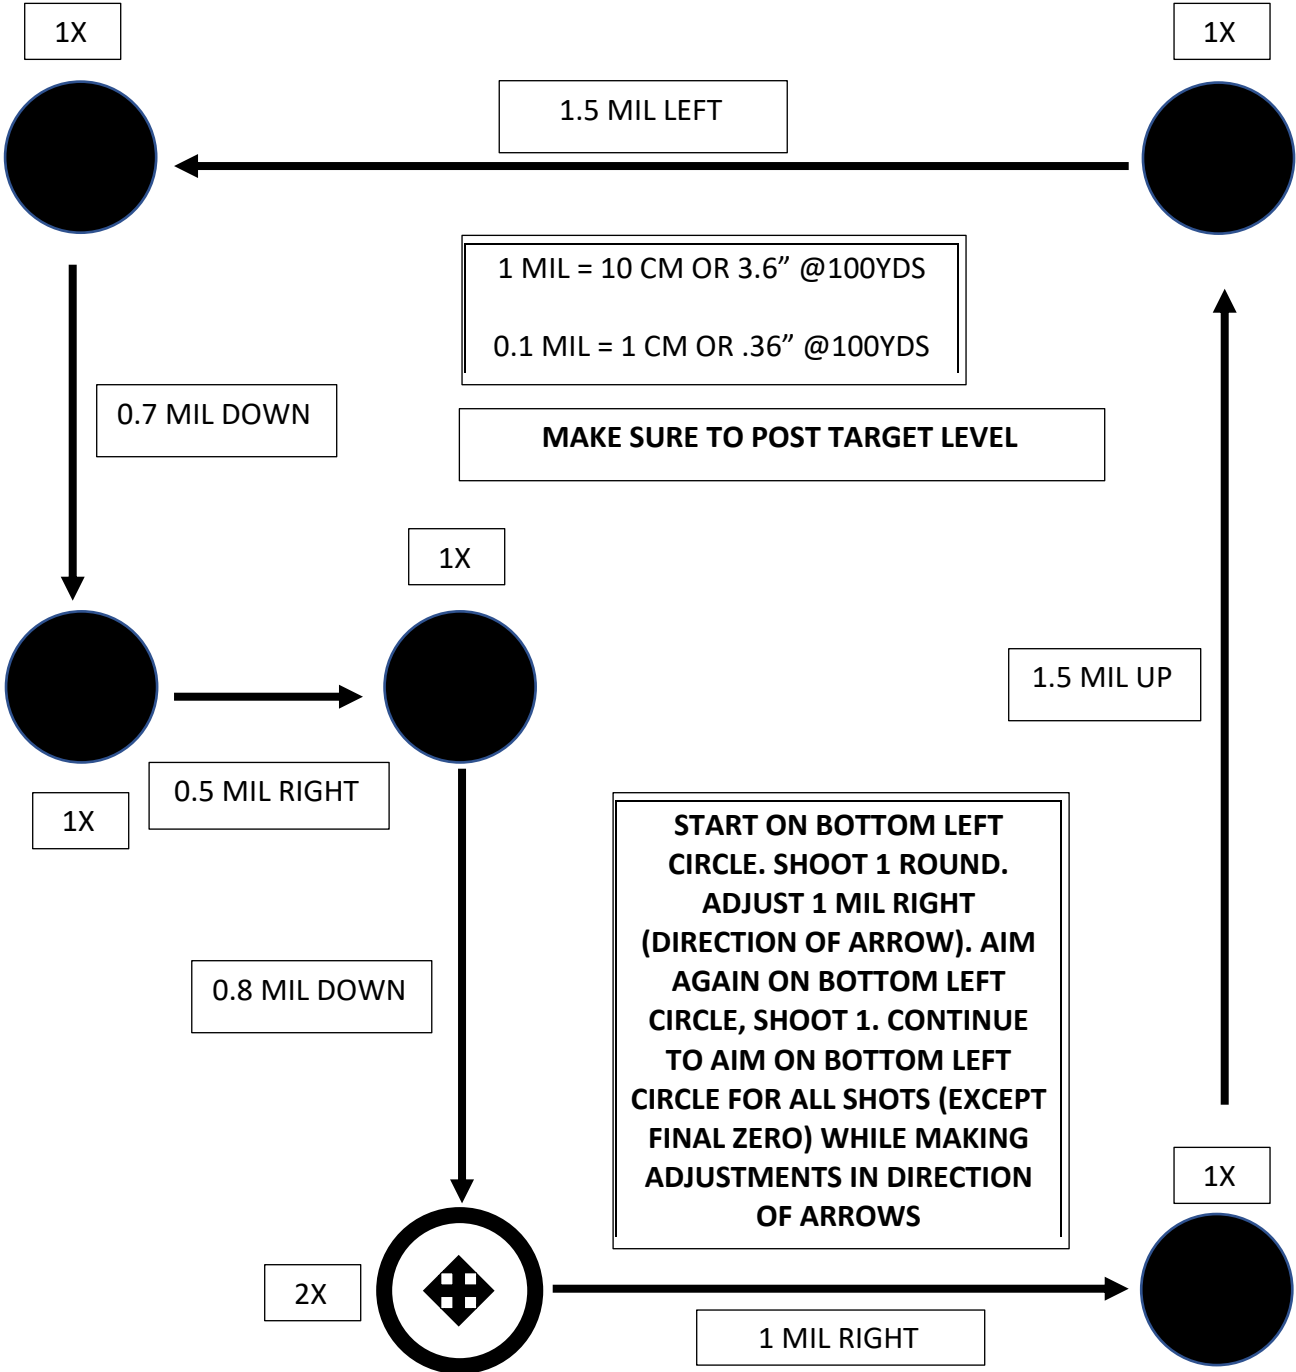 1X
1X
1.5 MIL LEFT
1 MIL = 10 CM OR 3.6” @100YDS
0.1 MIL = 1 CM OR .36” @100YDS
0.7 MIL DOWN
MAKE SURE TO POST TARGET LEVEL
1X
1.5 MIL UP
0.5 MIL RIGHT
1X
START ON BOTTOM LEFT
CIRCLE. SHOOT 1 ROUND.
ADJUST 1 MIL RIGHT
(DIRECTION OF ARROW). AIM
AGAIN ON BOTTOM LEFT
CIRCLE, SHOOT 1. CONTINUE
TO AIM ON BOTTOM LEFT
CIRCLE FOR ALL SHOTS (EXCEPT
FINAL ZERO) WHILE MAKING
ADJUSTMENTS IN DIRECTION
OF ARROWS
0.8 MIL DOWN
1X
2X
1 MIL RIGHT